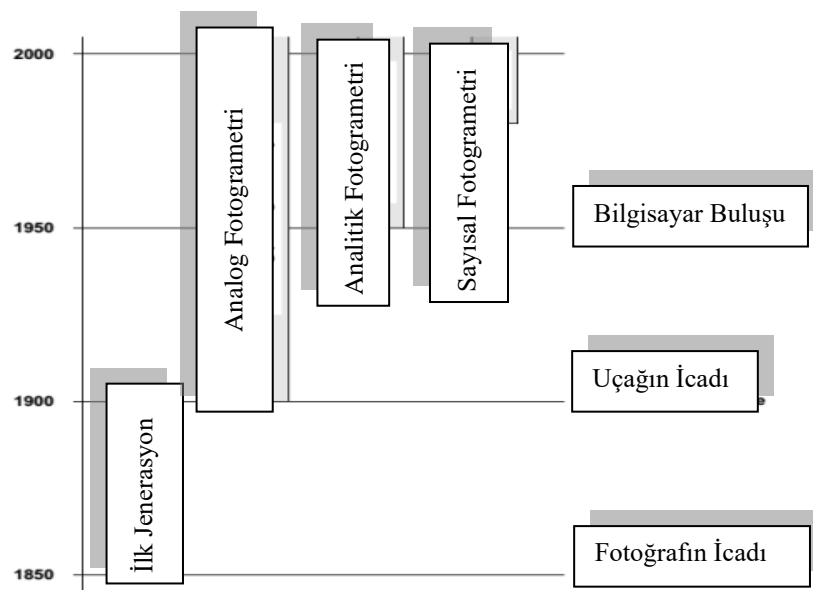 2000
1950
1900
1850
İlk Jenerasyon
Analog Fotogrametri
Analitik Fotogrametri
Sayısal Fotogrametri
Bilgisayar Buluşu
Uçağın İcadı
Fotoğrafın İcadı